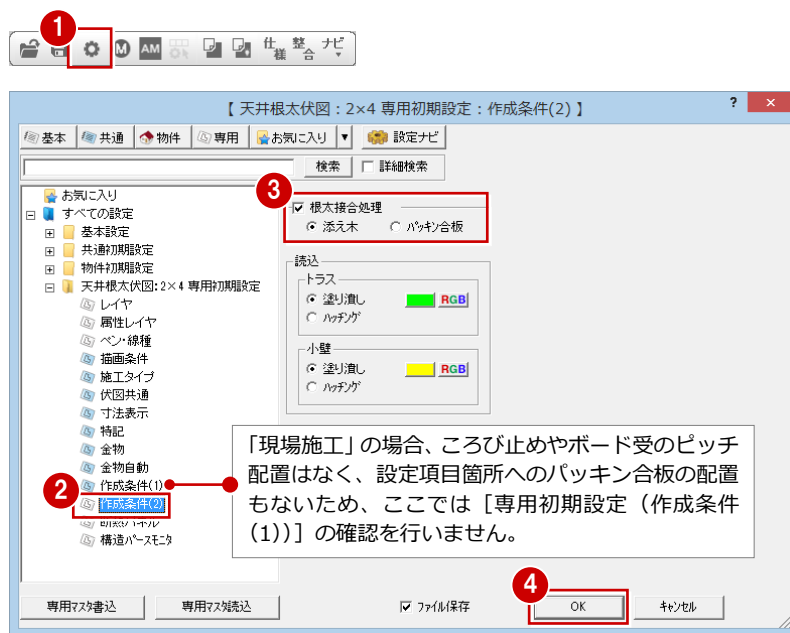 1
M
AM
仕様
整合
ナビ
【 天井根太伏図：2×4 専用初期設定：作成条件(2) 】
?
×
基本
共通
物件
専用
お気に入り
▼
設定ナビ
検索
詳細検索
お気に入り
すべての設定
基本設定
共通初期設定
物件初期設定
天井根太伏図:2×4 専用初期設定
レイヤ
属性レイヤ
ペン・線種
描画条件
施工タイプ
伏図共通
寸法表示
特記
金物
金物自動
作成条件(1)
2
作成条件(2)
構造パースモニタ
3
根太接合処理
添え木
パッキン合板
読込
トラス
塗り潰し
RGB
ハッチング
小壁
塗り潰し
RGB
ハッチング
「現場施工」の場合、ころび止めやボード受のピッチ
配置はなく、設定項目箇所へのパッキン合板の配置
もないため、ここでは［専用初期設定（作成条件
(1)）］の確認を行いません。
4
専用マスタ書込
専用マスタ読込
ファイル保存
OK
キャンセル